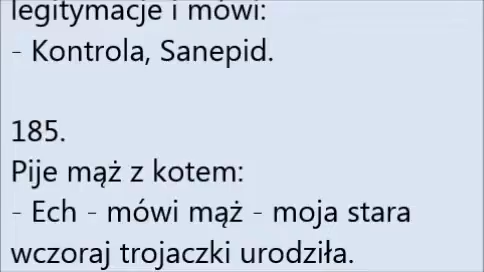 legitymacje i mówi:
- Kontrola, Sanepid.
185.
Pije mąż z kotem:
- Ech - mówi mąż - moja stara
wczoraj trojaczki urodziła.